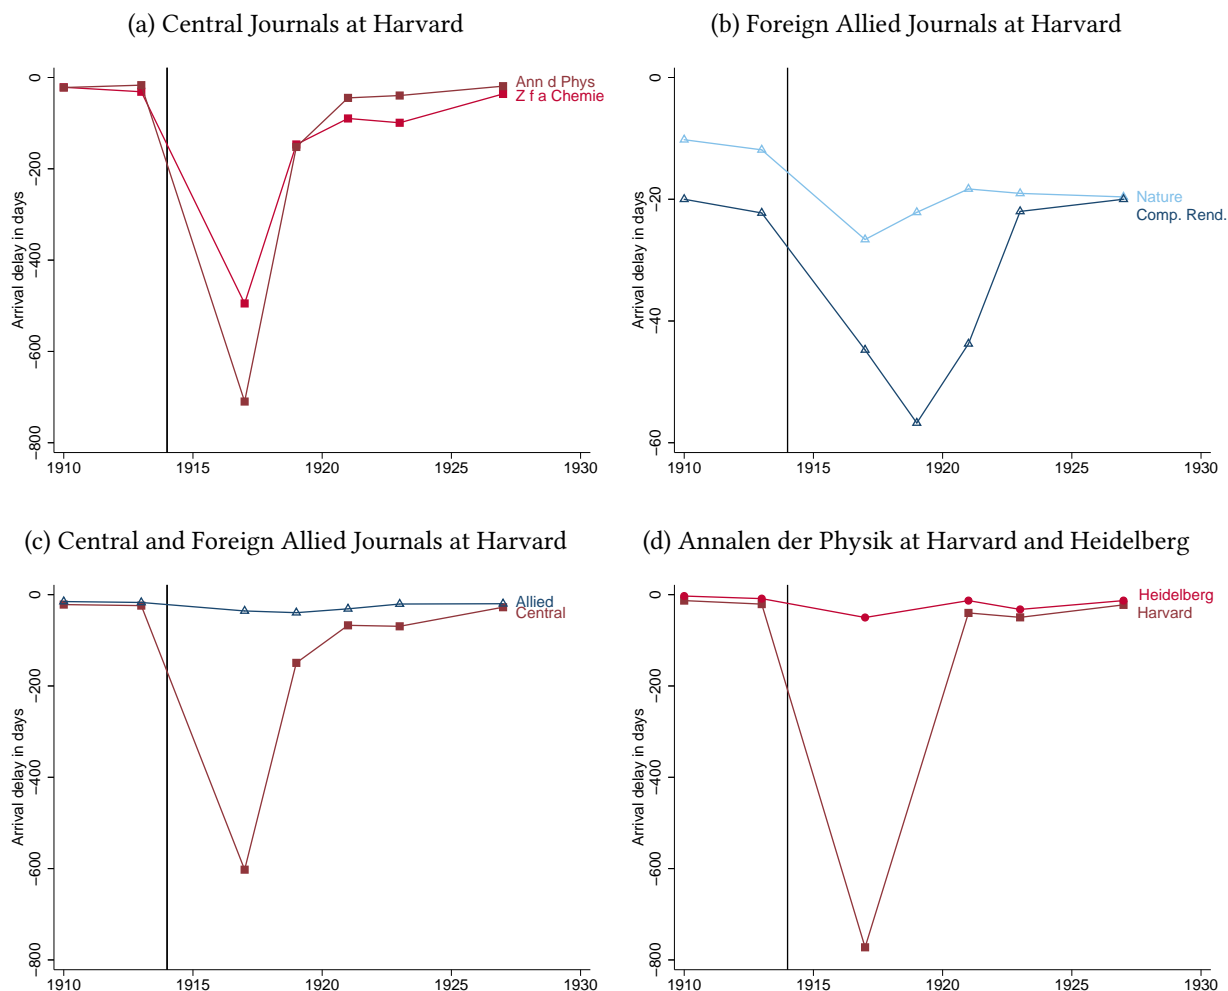 (a) Central Journals at Harvard
Arrival delay in days
0
−200
−400
−600
−800
1910 1915 1920 1925 1930
Ann d Phys
Z f a Chemie
(b) Foreign Allied Journals at Harvard
Arrival delay in days
0
−20
−40
−60
1910 1915 1920 1925 1930
Nature
Comp. Rend.
(c) Central and Foreign Allied Journals at Harvard
Arrival delay in days
0
−200
−400
−600
−800
1910 1915 1920 1925 1930
Allied
Central
(d) Annalen der Physik at Harvard and Heidelberg
Arrival delay in days
0
−200
−400
−600
−800
1910 1915 1920 1925 1930
Heidelberg
Harvard